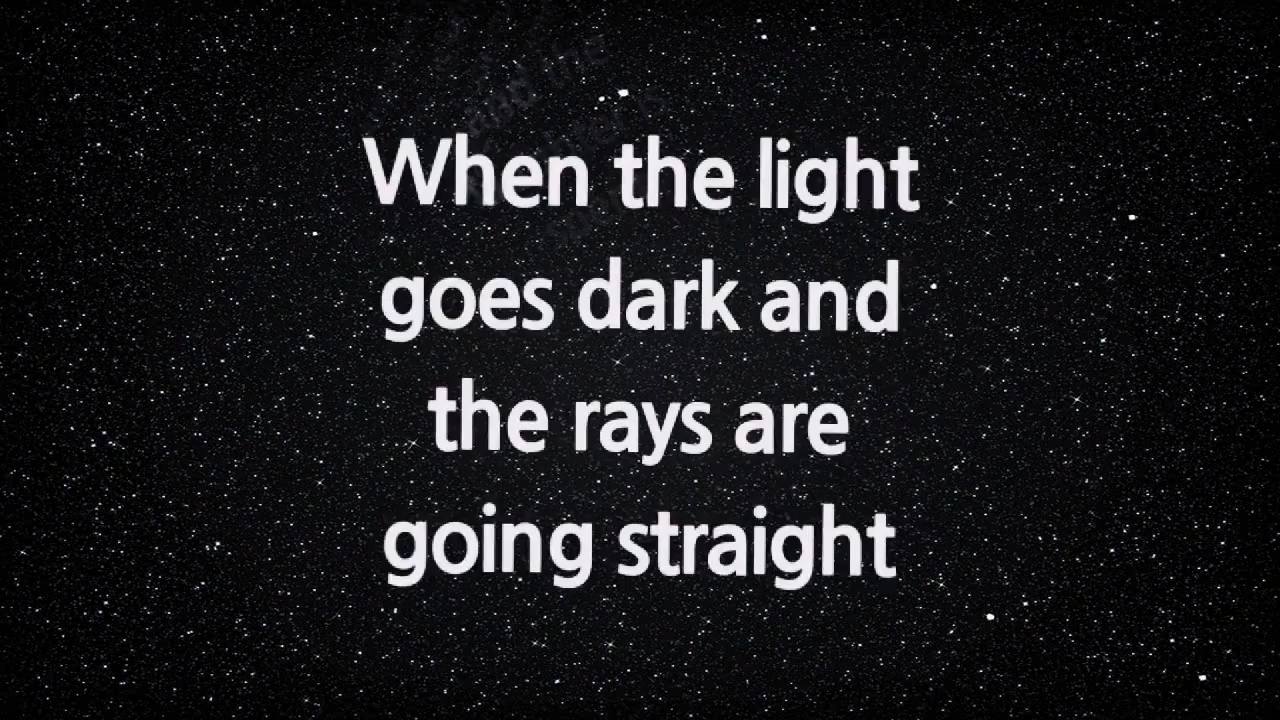 When the light
goes dark and
the rays are
going straight